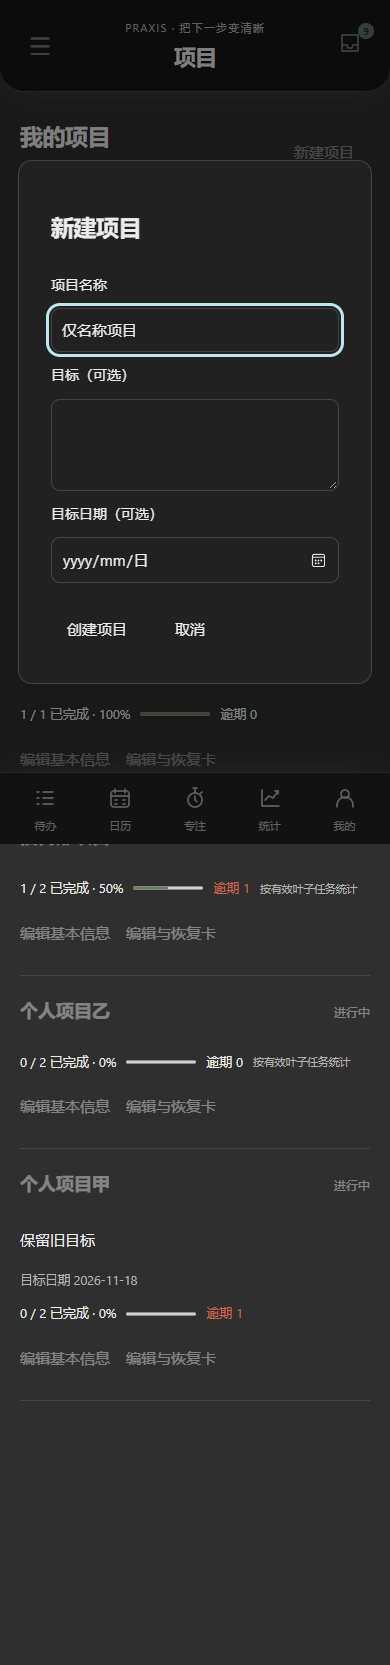 PRAXIS · 把下一步变清晰
9
项目
我的项目
新建项目
新建项目
项目名称
仅名称项目
目标（可选）
目标日期（可选）
yyyy/mm/日
创建项目 取消
1 / 1 已完成 · 100% 逾期 0
编辑基本信息 编辑与恢复卡
待办 日历 专注 统计 我的
1 / 2 已完成 · 50% 逾期 1 按有效叶子任务统计
编辑基本信息 编辑与恢复卡
个人项目乙 进行中
0 / 2 已完成 · 0% 逾期 0 按有效叶子任务统计
编辑基本信息 编辑与恢复卡
个人项目甲 进行中
保留旧目标
目标日期 2026-11-18
0 / 2 已完成 · 0% 逾期 1
编辑基本信息 编辑与恢复卡